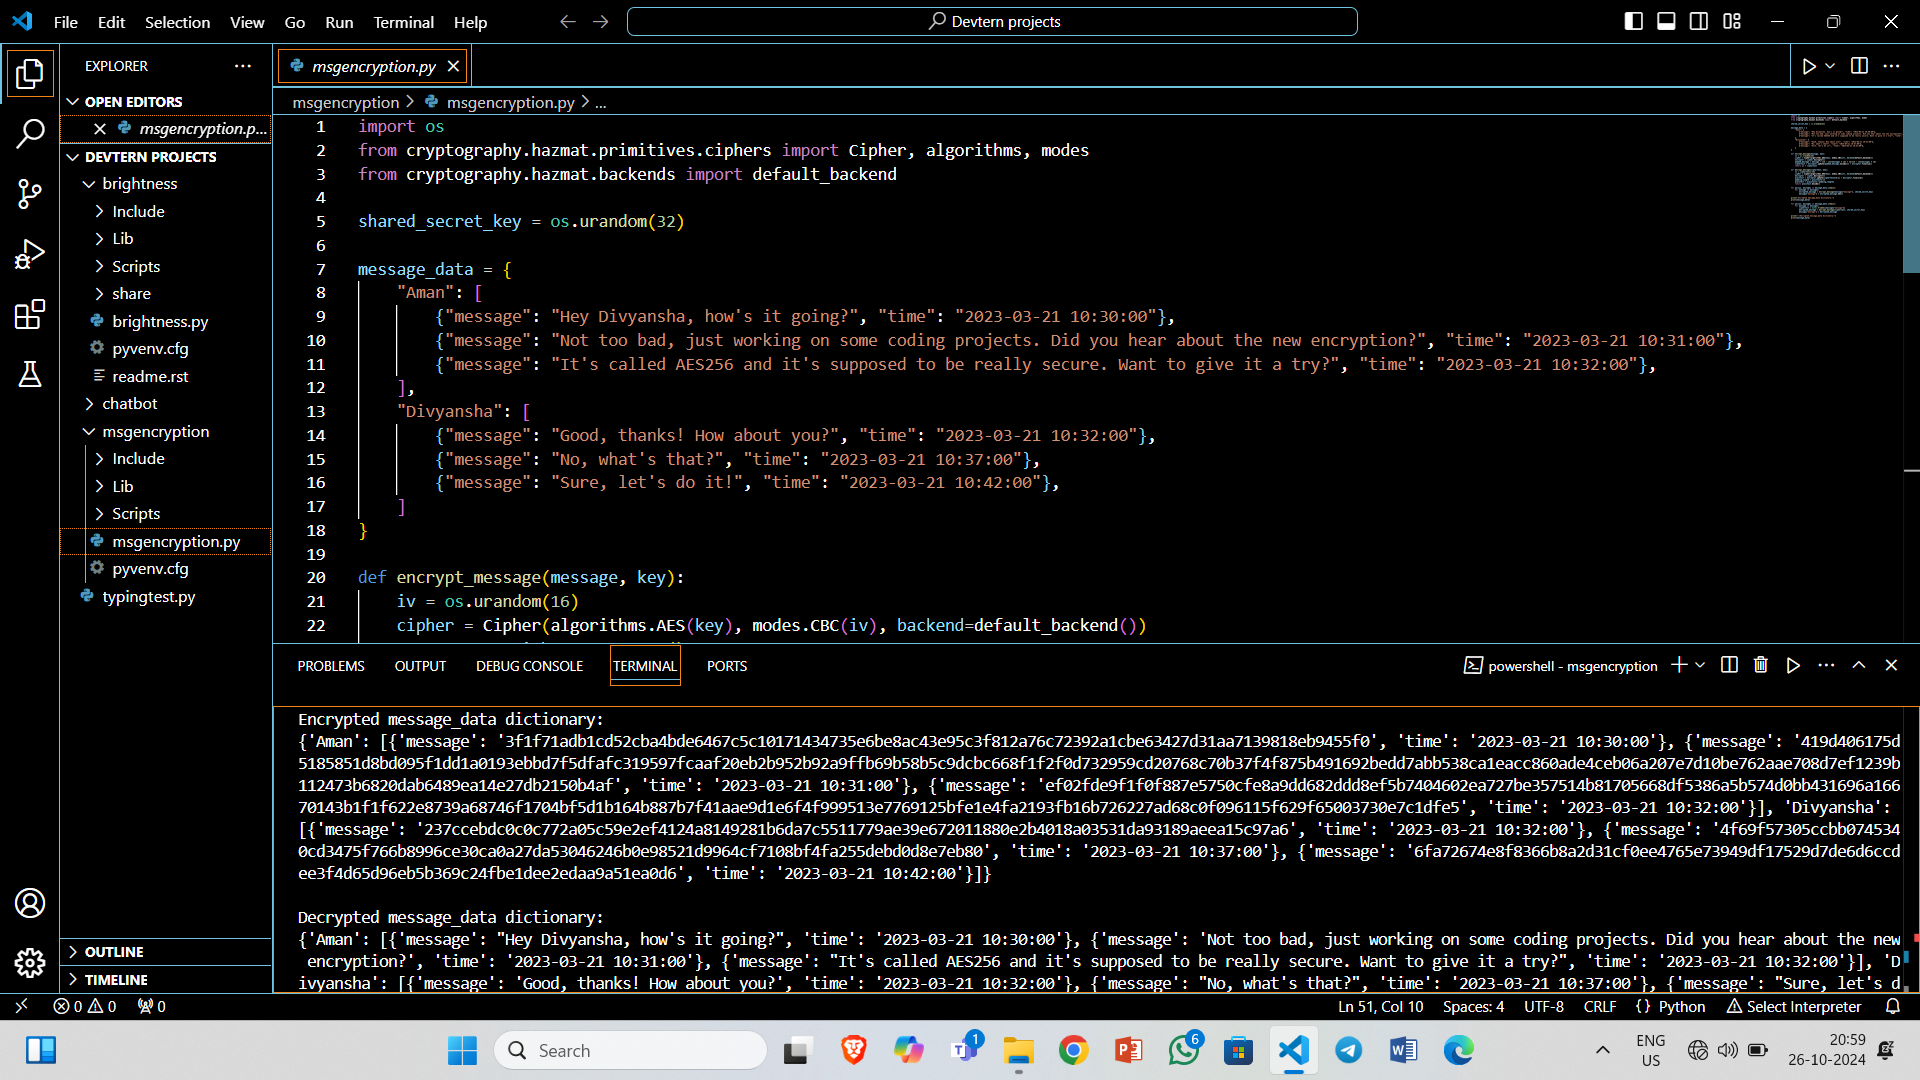 File Edit Selection View Go Run Terminal Help
Devtern projects
EXPLORER
OPEN EDITORS
msgencryption.p...
DEVTERN PROJECTS
brightness
Include
Lib
Scripts
share
brightness.py
pyvenv.cfg
readme.rst
chatbot
msgencryption
Include
Lib
Scripts
msgencryption.py
pyvenv.cfg
typingtest.py
OUTLINE
TIMELINE
msgencryption.py
msgencryption > msgencryption.py > ...
1 import os
2 from cryptography.hazmat.primitives.ciphers import Cipher, algorithms, modes
3 from cryptography.hazmat.backends import default_backend
4
5 shared_secret_key = os.urandom(32)
6
7 message_data = {
8     "Aman": [
9         {"message": "Hey Divyansha, how's it going?", "time": "2023-03-21 10:30:00"},
10         {"message": "Not too bad, just working on some coding projects. Did you hear about the new encryption?", "time": "2023-03-21 10:31:00"},
11         {"message": "It's called AES256 and it's supposed to be really secure. Want to give it a try?", "time": "2023-03-21 10:32:00"},
12     ],
13     "Divyansha": [
14         {"message": "Good, thanks! How about you?", "time": "2023-03-21 10:32:00"},
15         {"message": "No, what's that?", "time": "2023-03-21 10:37:00"},
16         {"message": "Sure, let's do it!", "time": "2023-03-21 10:42:00"},
17     ]
18 }
19
20 def encrypt_message(message, key):
21     iv = os.urandom(16)
22     cipher = Cipher(algorithms.AES(key), modes.CBC(iv), backend=default_backend())
PROBLEMS OUTPUT DEBUG CONSOLE TERMINAL PORTS
powershell - msgencryption
Encrypted message_data dictionary:
{'Aman': [{'message': '3f1f71adb1cd52cba4bde6467c5c10171434735e6be8ac43e95c3f812a76c72392a1cbe63427d31aa7139818eb9455f0', 'time': '2023-03-21 10:30:00'}, {'message': '419d406175d
5185851d8bd095f1dd1a0193ebbd7f5dfafc319597fcaaf20eb2b952b92a9ffb69b58b5c9dcbc668f1f2f0d732959cd20768c70b37f4f875b491692bedd7abb538ca1eacc860ade4ceb06a207e7d10be762aae708d7ef1239b
112473b6820dab6489ea14e27db2150b4af', 'time': '2023-03-21 10:31:00'}, {'message': 'ef02fde9f1f0f887e5750cfe8a9dd682ddd8ef5b7404602ea727be357514b81705668df5386a5b574d0bb431696a166
70143b1f1f622e8739a68746f1704bf5d1b164b887b7f41aae9d1e6f4f999513e7769125bfe1e4fa2193fb16b726227ad68c0f096115f629f65003730e7c1dfe5', 'time': '2023-03-21 10:32:00'}], 'Divyansha':
[{'message': '237ccebdc0c0c772a05c59e2ef4124a8149281b6da7c5511779ae39e672011880e2b4018a03531da93189aeea15c97a6', 'time': '2023-03-21 10:32:00'}, {'message': '4f69f57305ccbb074534
0cd3475f766b8996ce30ca0a27da53046246b0e98521d9964cf7108bf4fa255debd0d8e7eb80', 'time': '2023-03-21 10:37:00'}, {'message': '6fa72674e8f8366b8a2d31cf0ee4765e73949df17529d7de6d6ccd
ee3f4d65d96eb5b369c24fbe1dee2edaa9a51ea0d6', 'time': '2023-03-21 10:42:00'}]}
Decrypted message_data dictionary:
{'Aman': [{'message': "Hey Divyansha, how's it going?", 'time': '2023-03-21 10:30:00'}, {'message': 'Not too bad, just working on some coding projects. Did you hear about the new
encryption?', 'time': '2023-03-21 10:31:00'}, {'message': "It's called AES256 and it's supposed to be really secure. Want to give it a try?", 'time': '2023-03-21 10:32:00'}], 'D
ivyansha': [{'message': 'Good, thanks! How about you?', 'time': '2023-03-21 10:32:00'}, {'message': "No, what's that?", 'time': '2023-03-21 10:37:00'}, {'message': "Sure, let's d
0 0 0 Ln 51, Col 10 Spaces: 4 UTF-8 CRLF {} Python Select Interpreter
Search
1
6
ENG
US
20:59
26-10-2024